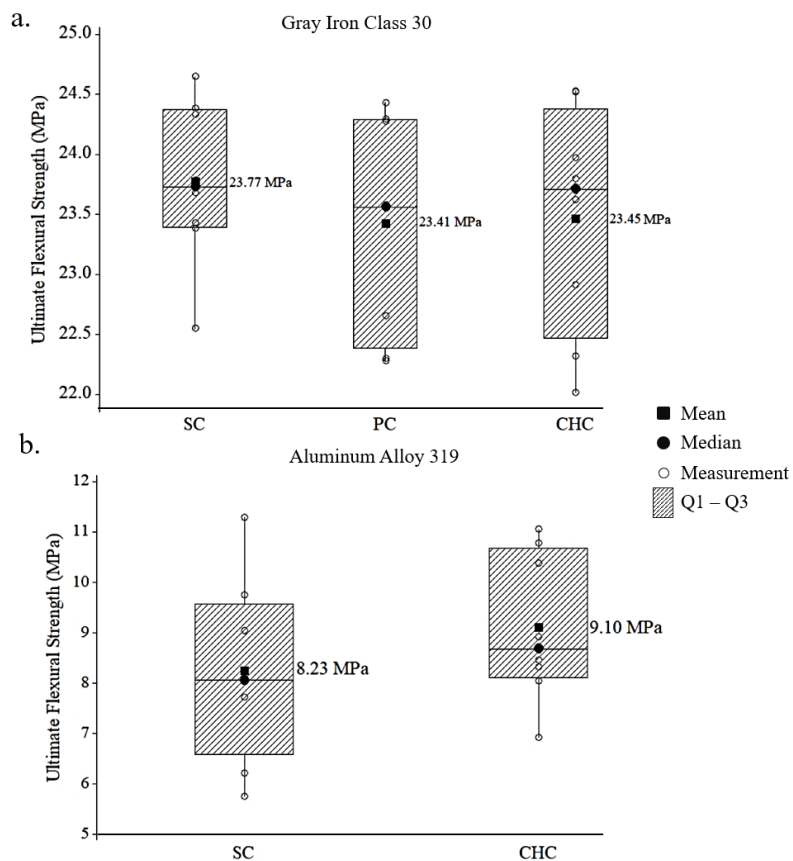 a.
Gray Iron Class 30
Ultimate Flexural Strength (MPa)
25.0
24.5
24.0
23.5
23.0
22.5
22.0
23.77 MPa
23.41 MPa
23.45 MPa
SC PC CHC
Mean
Median
Measurement
Q1 – Q3
b.
Aluminum Alloy 319
Ultimate Flexural Strength (MPa)
12
11
10
9
8
7
6
5
8.23 MPa
9.10 MPa
SC CHC